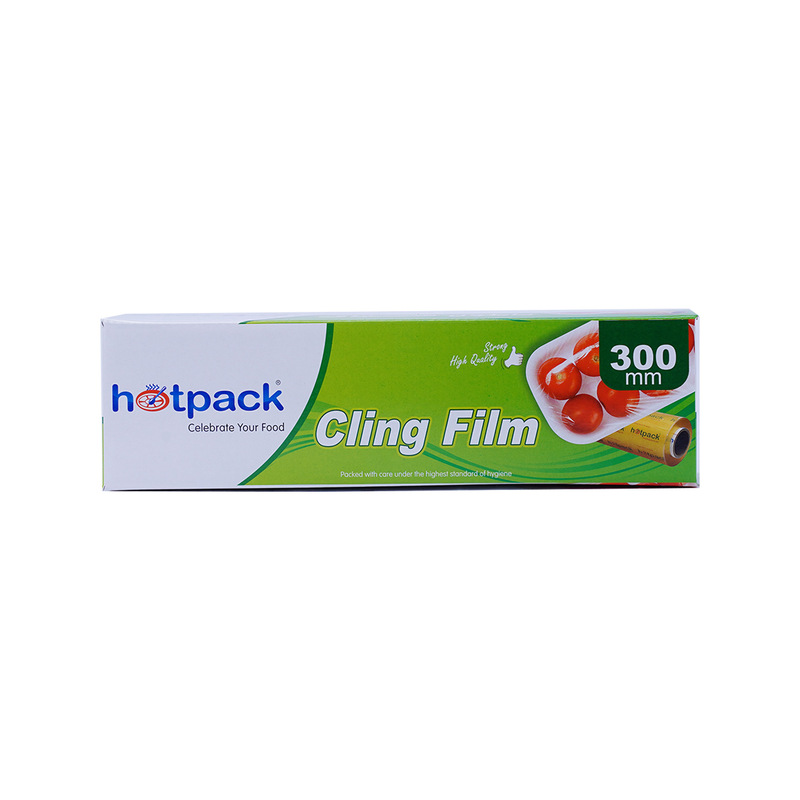 hotpack®
Celebrate Your Food
Strong
High Quality
Cling Film
Packed with care under the highest standard of hygiene
300
mm
hotpack